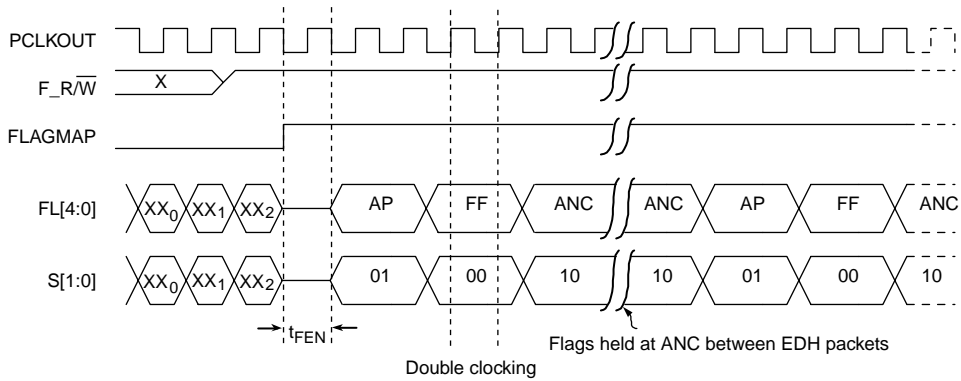 PCLKOUT
F_R/W̅ X
FLAGMAP
FL[4:0] XX₀ XX₁ XX₂ AP FF ANC ANC AP FF ANC
S[1:0] XX₀ XX₁ XX₂ 01 00 10 10 01 00 10
tFEN
Flags held at ANC between EDH packets
Double clocking